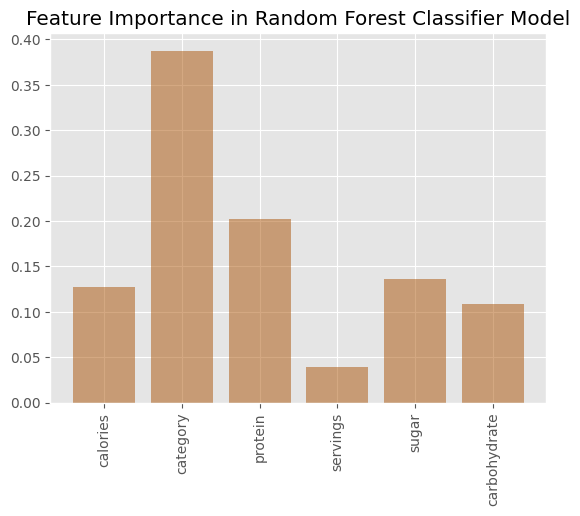 Feature Importance in Random Forest Classifier Model
0.40
0.35
0.30
0.25
0.20
0.15
0.10
0.05
0.00
calories
category
protein
servings
sugar
carbohydrate